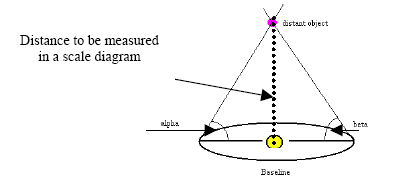 distant object
Distance to be measured
in a scale diagram
alpha
beta
Baseline